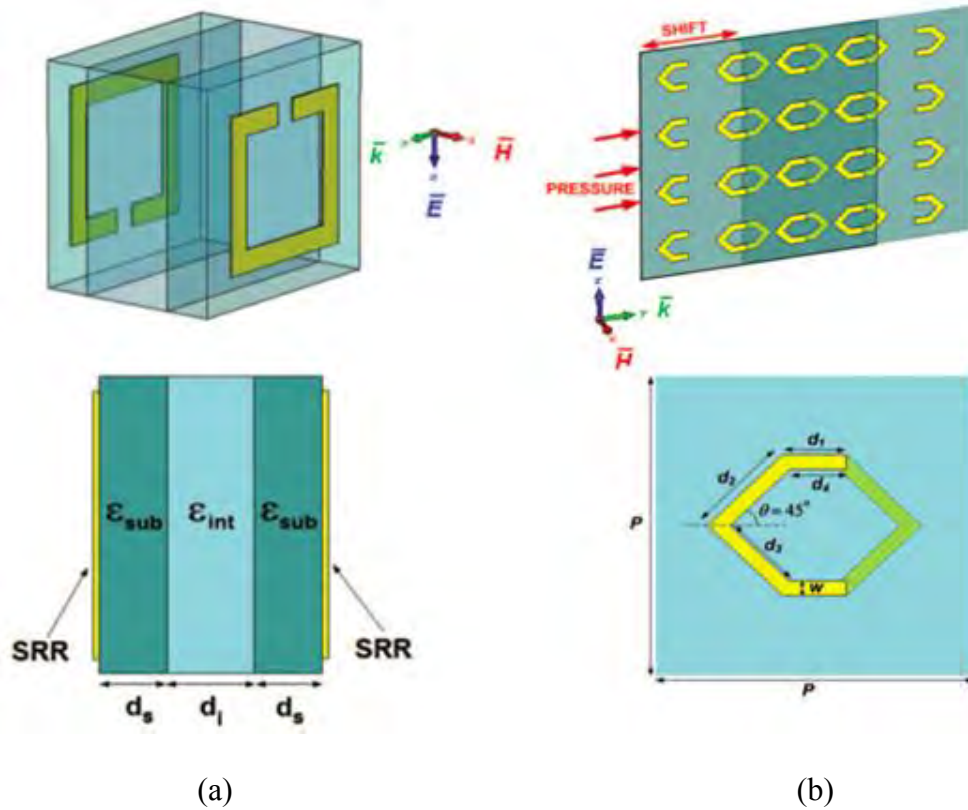 k̄
H̄
Ē
SHIFT
PRESSURE
Ē
k̄
H̄
ε_sub ε_int ε_sub
SRR SRR
d_s d_i d_s
d_1
d_2
d_4
θ = 45°
d_3
w
P
P
(a) (b)